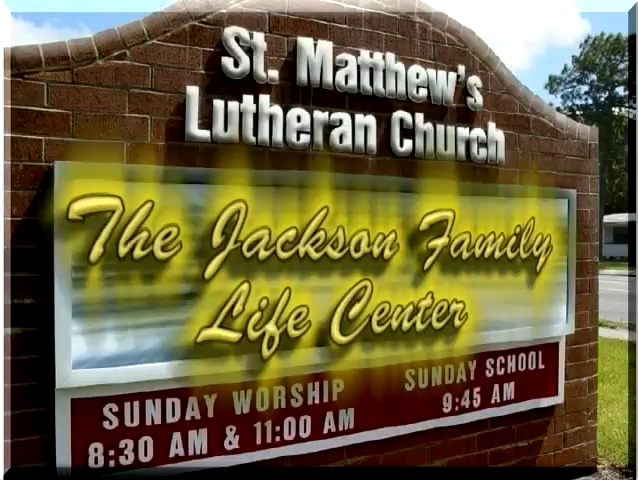 St. Matthew's
Lutheran Church
The Jackson Family
Life Center
SUNDAY WORSHIP
8:30 AM & 11:00 AM
SUNDAY SCHOOL
9:45 AM